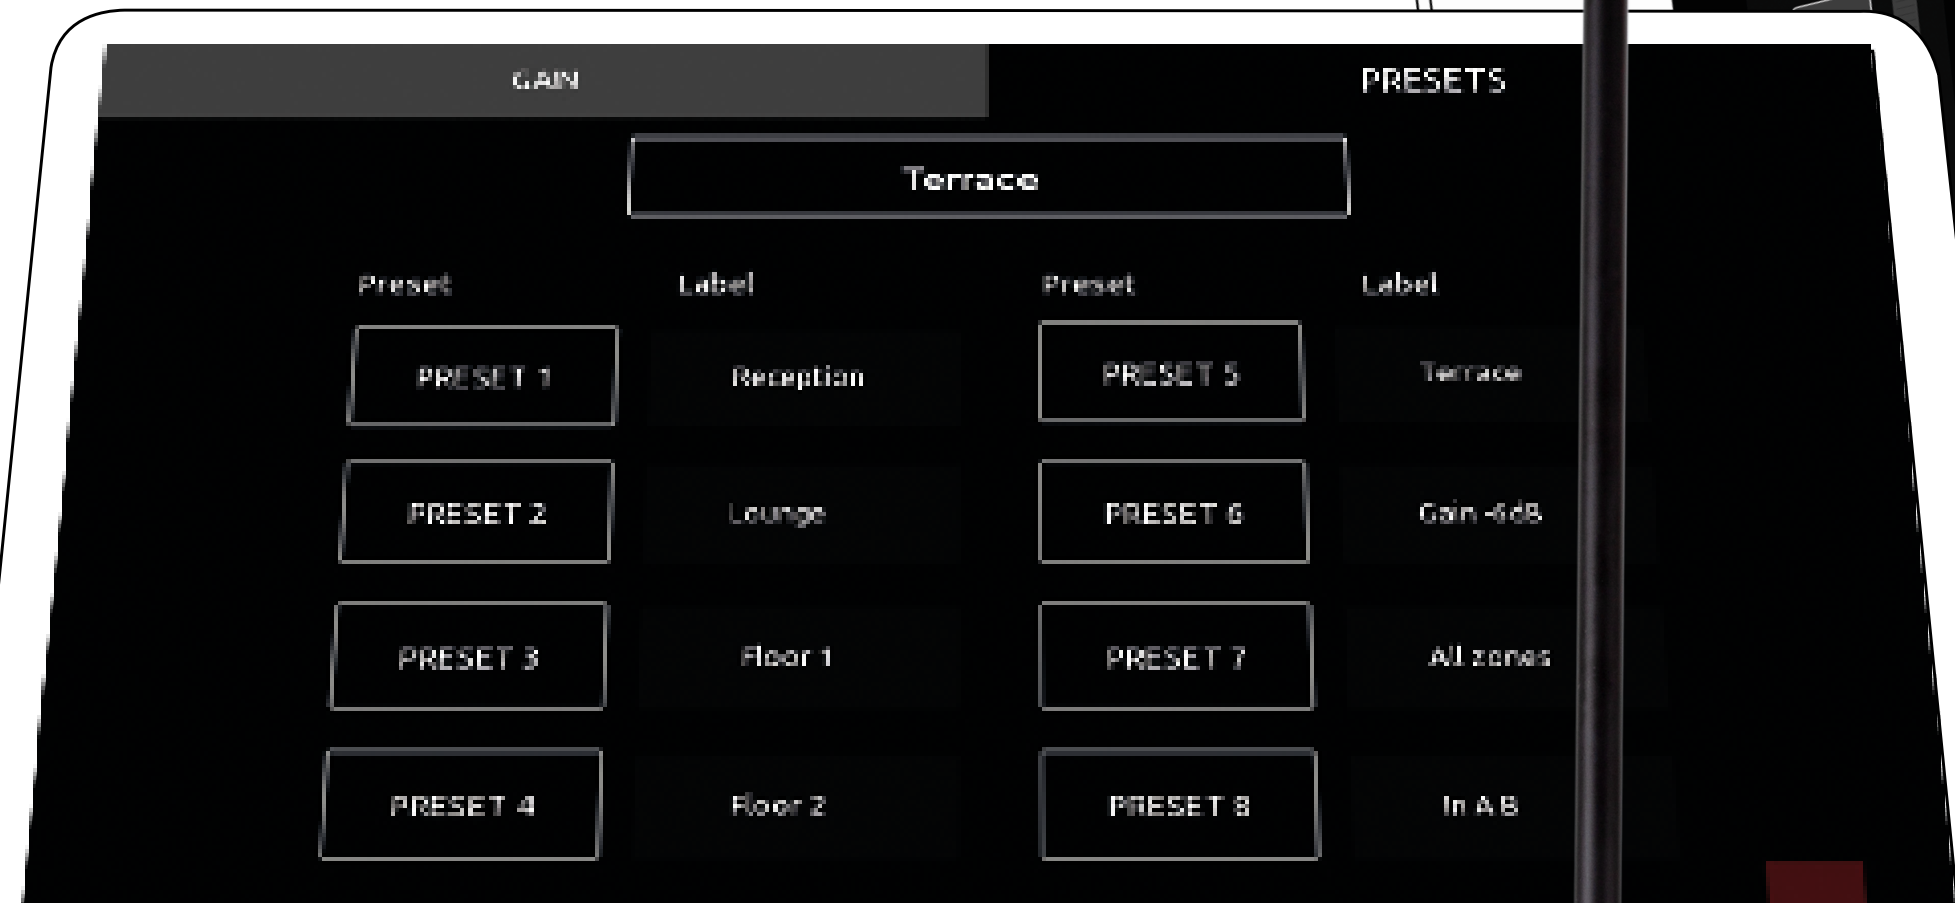 GAIN
PRESETS
Terrace
Preset Label Preset Label
PRESET 1 Reception PRESET 5 Terrace
PRESET 2 Lounge PRESET 6 Gain -6dB
PRESET 3 Floor 1 PRESET 7 All zones
PRESET 4 Floor 2 PRESET 8 In A B